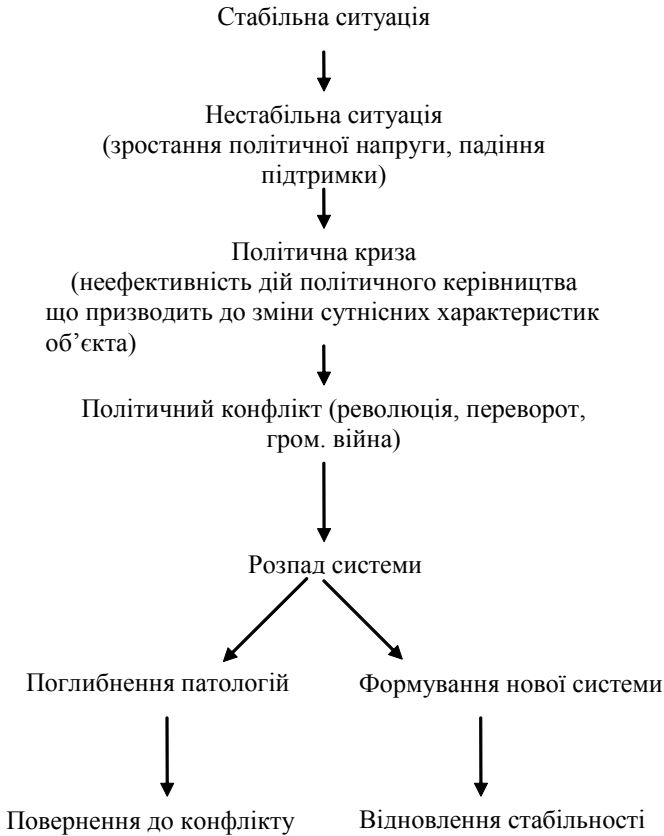 Стабільна ситуація
Нестабільна ситуація
(зростання політичної напруги, падіння
підтримки)
Політична криза
(неефективність дій політичного керівництва
що призводить до зміни сутнісних характеристик
об’єкта)
Політичний конфлікт (революція, переворот,
гром. війна)
Розпад системи
Поглибнення патологій
Формування нової системи
Повернення до конфлікту
Відновлення стабільності